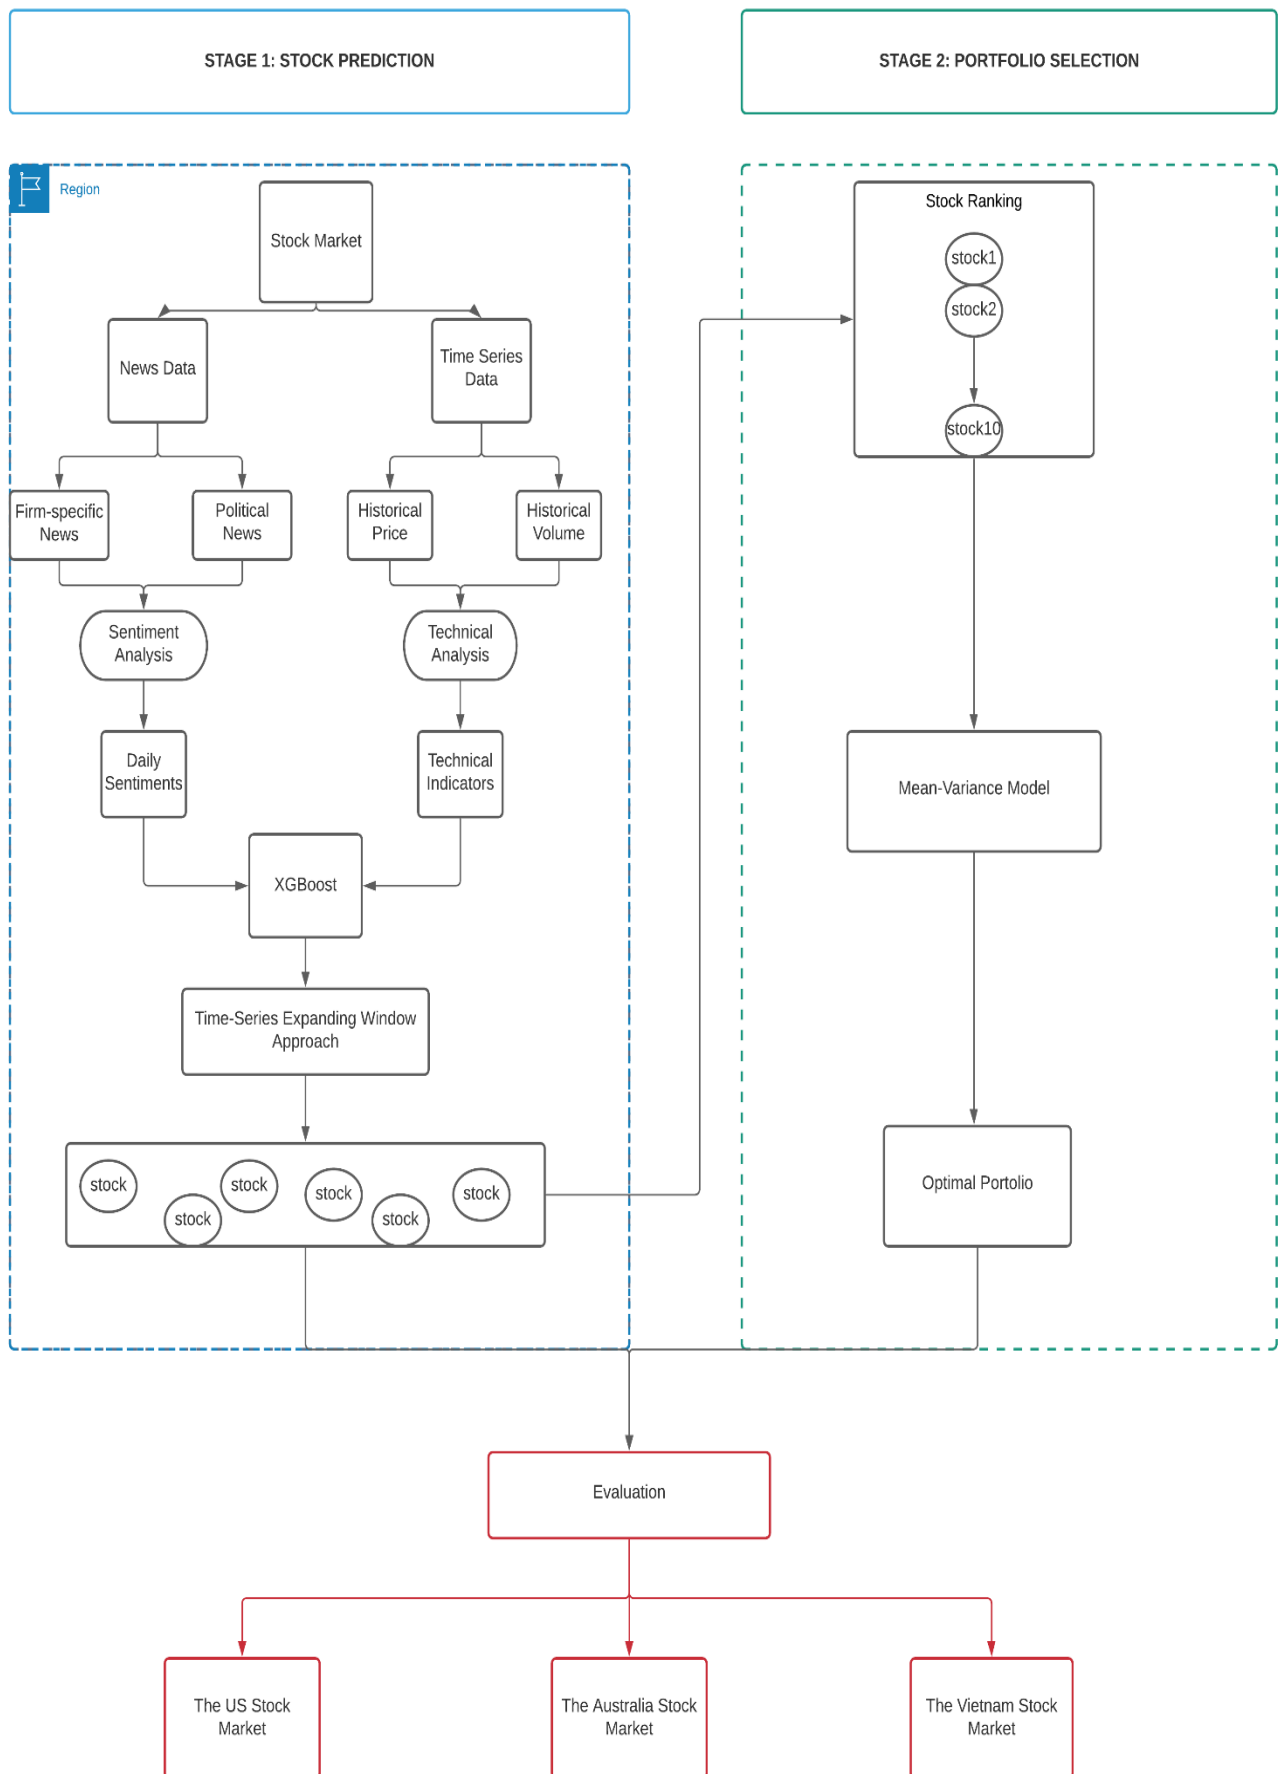 STAGE 1: STOCK PREDICTION
STAGE 2: PORTFOLIO SELECTION
Region
Stock Market
News Data
Time Series
Data
Firm-specific
News
Political
News
Historical
Price
Historical
Volume
Sentiment
Analysis
Technical
Analysis
Daily
Sentiments
Technical
Indicators
XGBoost
Time-Series Expanding Window
Approach
stock
stock
stock
stock
stock
stock
Stock Ranking
stock1
stock2
stock10
Mean-Variance Model
Optimal Portolio
Evaluation
The US Stock
Market
The Australia Stock
Market
The Vietnam Stock
Market